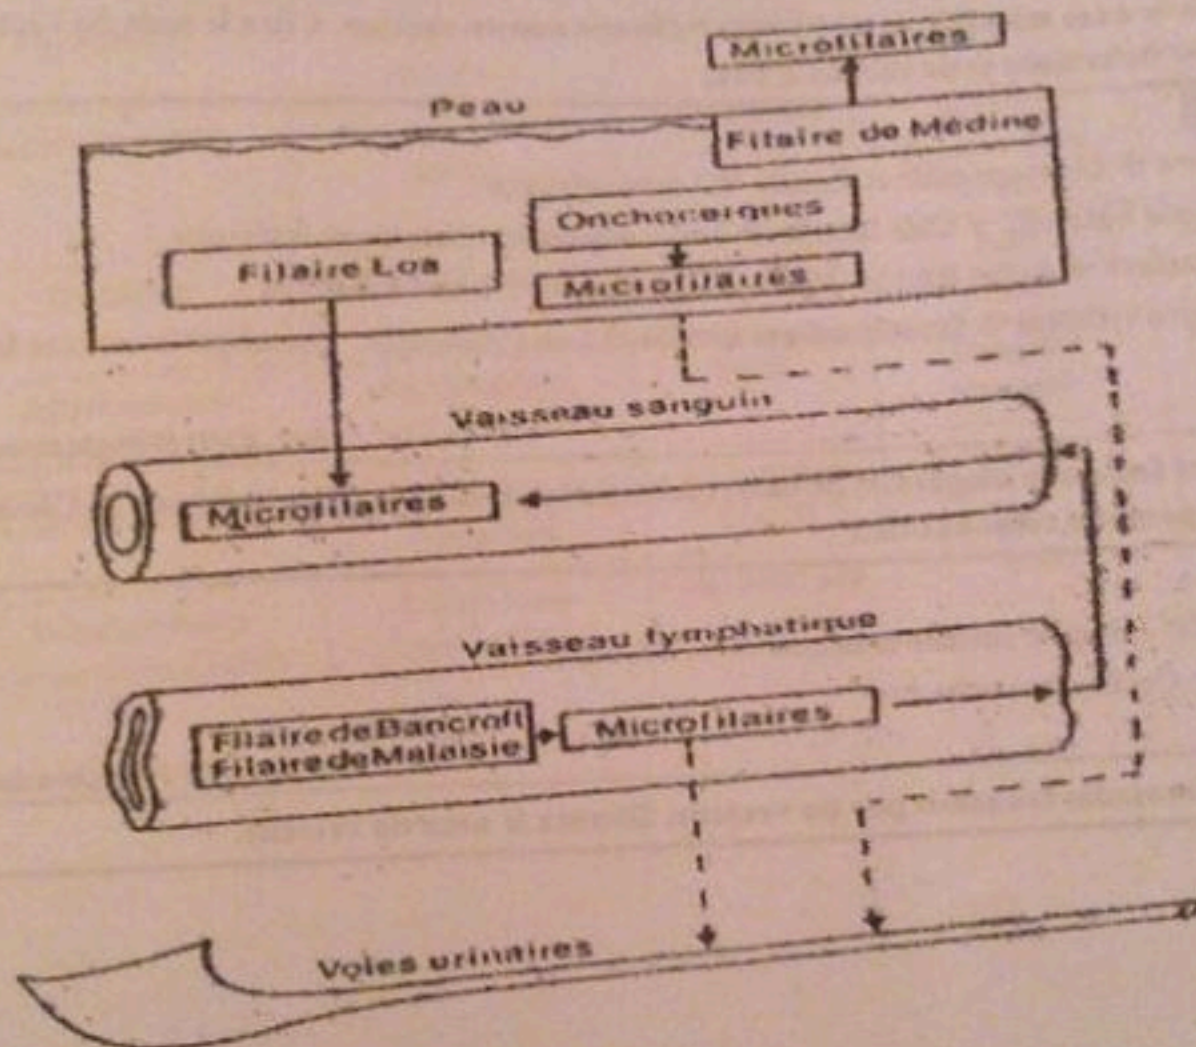 Microfilaires
Peau
Filaire de Médine
Onchocerques
Filaire Loa
Microfilaires
Vaisseau sanguin
Microfilaires
Vaisseau lymphatique
Filaire de Bancroft
Filaire de Malaisie
Microfilaires
Voies urinaires